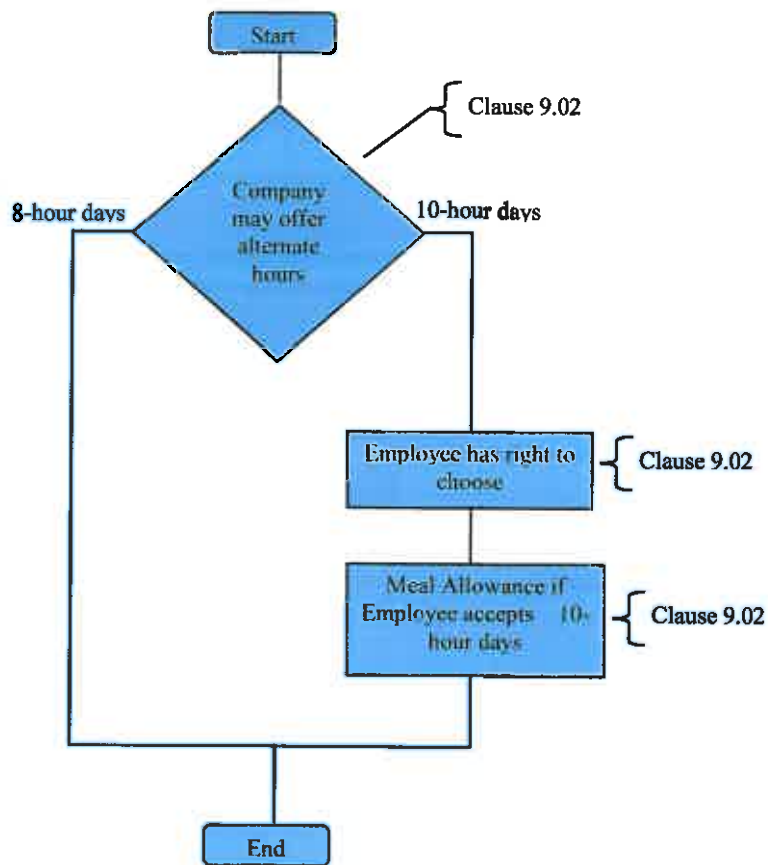 Start
Clause 9.02
Company
may offer
alternate
hours
8-hour days
10-hour days
Employee has right to
choose
Clause 9.02
Meal Allowance if
Employee accepts 10-
hour days
Clause 9.02
End